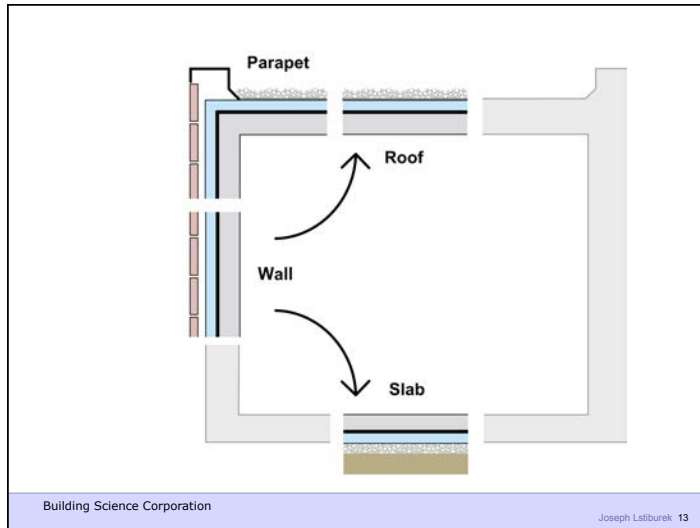 Parapet
Roof
Wall
Slab
Building Science Corporation
Joseph Lstiburek 13